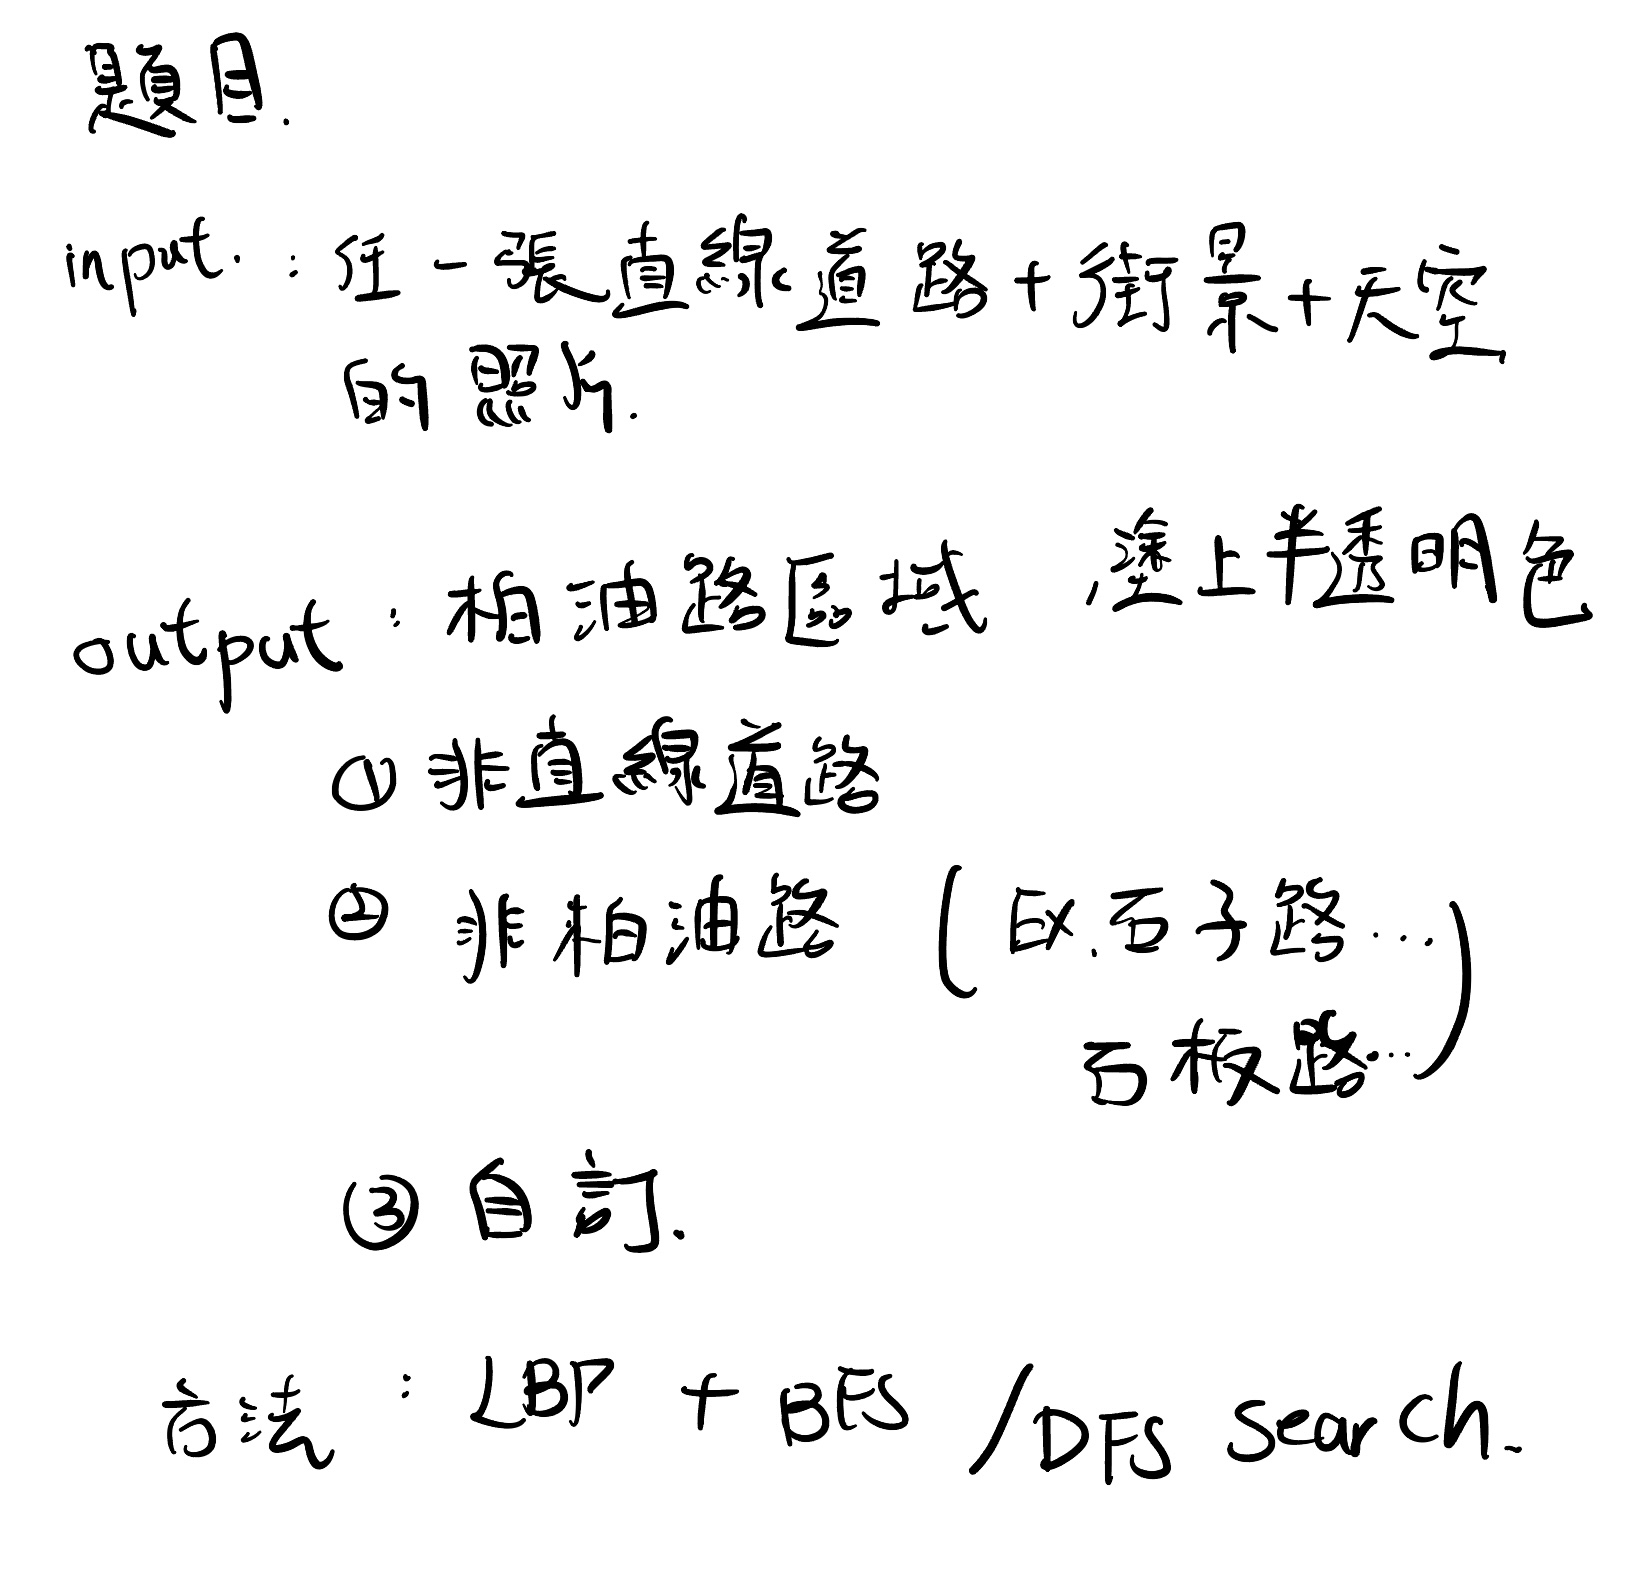 題目.
input. : 任一張直線道路+街景+天空
的照片.
output : 柏油路區域 , 塗上半透明色
① 非直線道路
② 非柏油路 (EX.石子路...
石板路...)
③ 自訂.
方法 : LBP + BFS / DFS search.